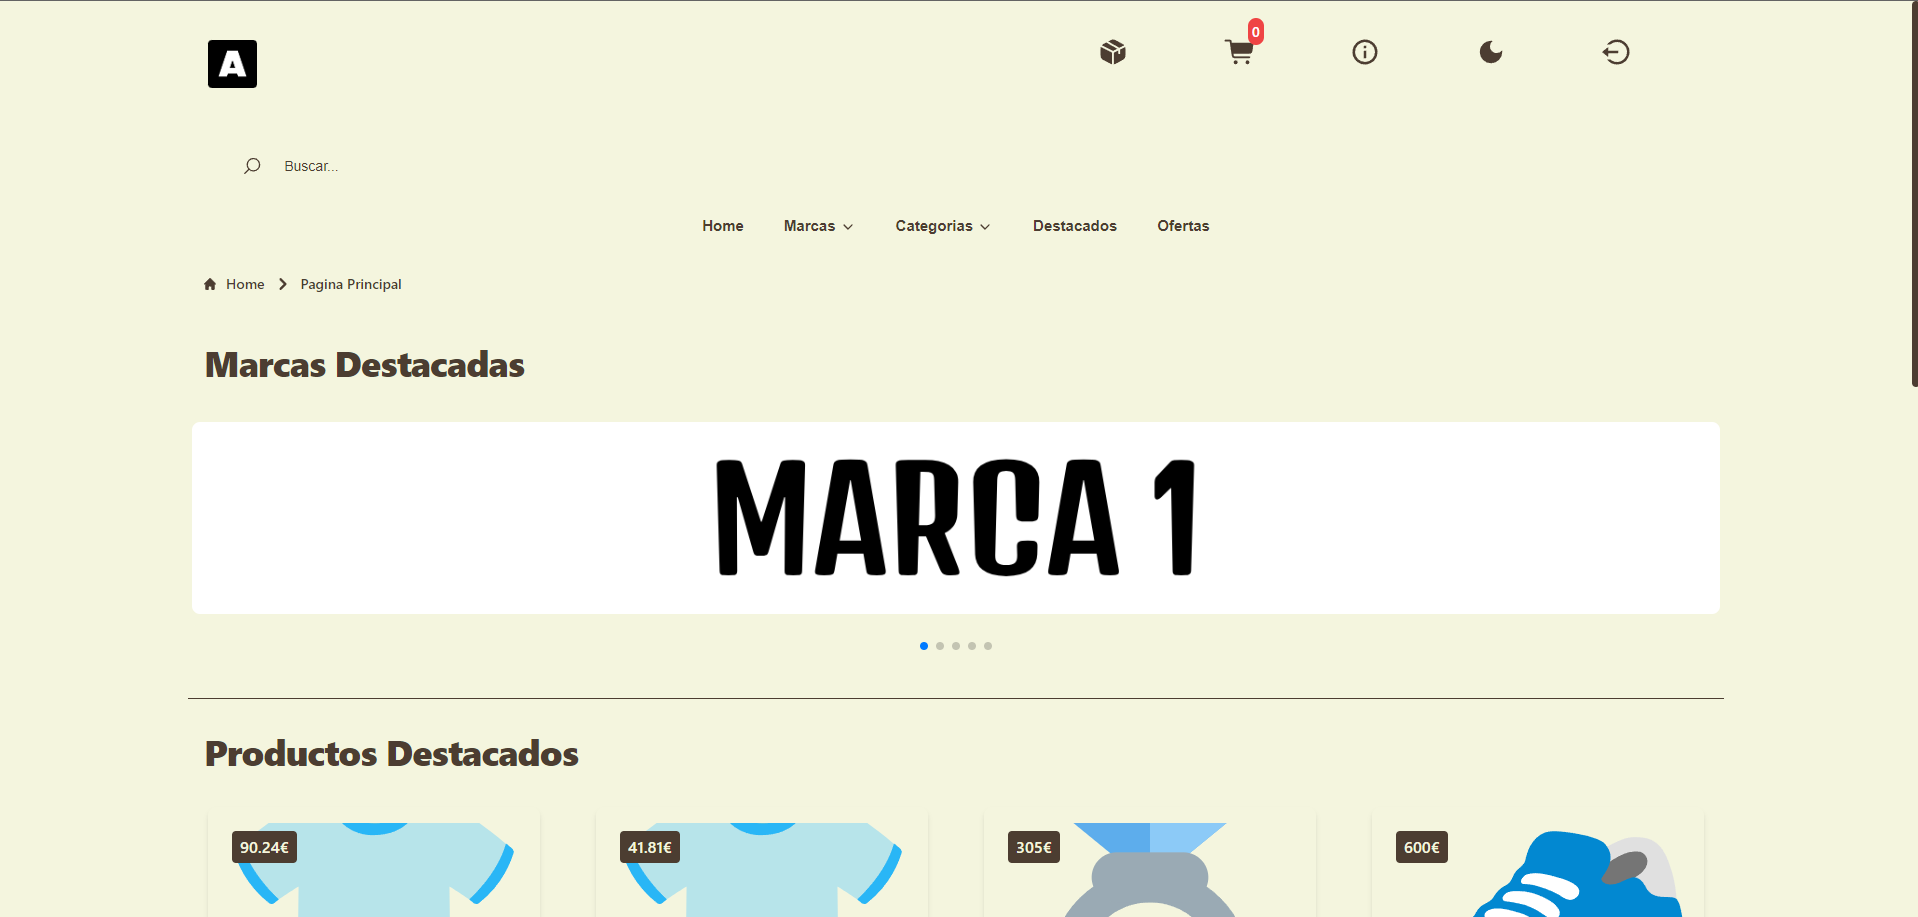 A
0
Buscar...
Home Marcas Categorias Destacados Ofertas
Home Pagina Principal
Marcas Destacadas
MARCA 1
Productos Destacados
90.24€ 41.81€ 305€ 600€